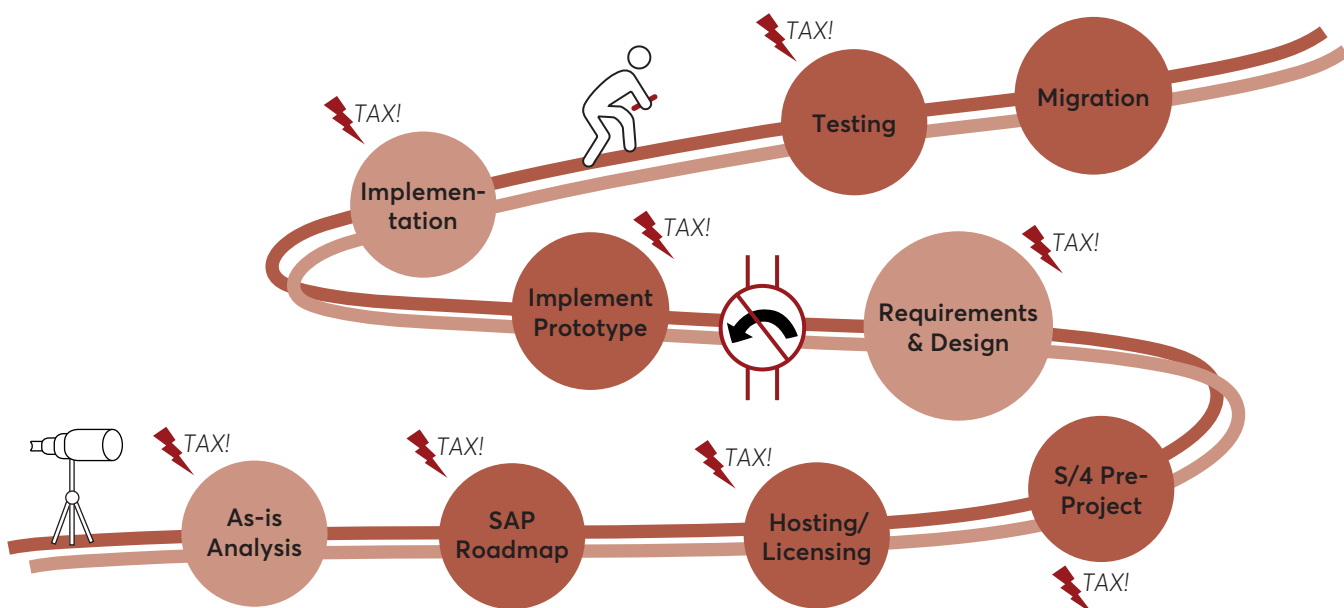 TAX!
Testing
Migration
TAX!
Implemen-
tation
TAX!
Implement
Prototype
TAX!
Requirements
& Design
TAX!
As-is
Analysis
TAX!
SAP
Roadmap
TAX!
Hosting/
Licensing
S/4 Pre-
Project
TAX!